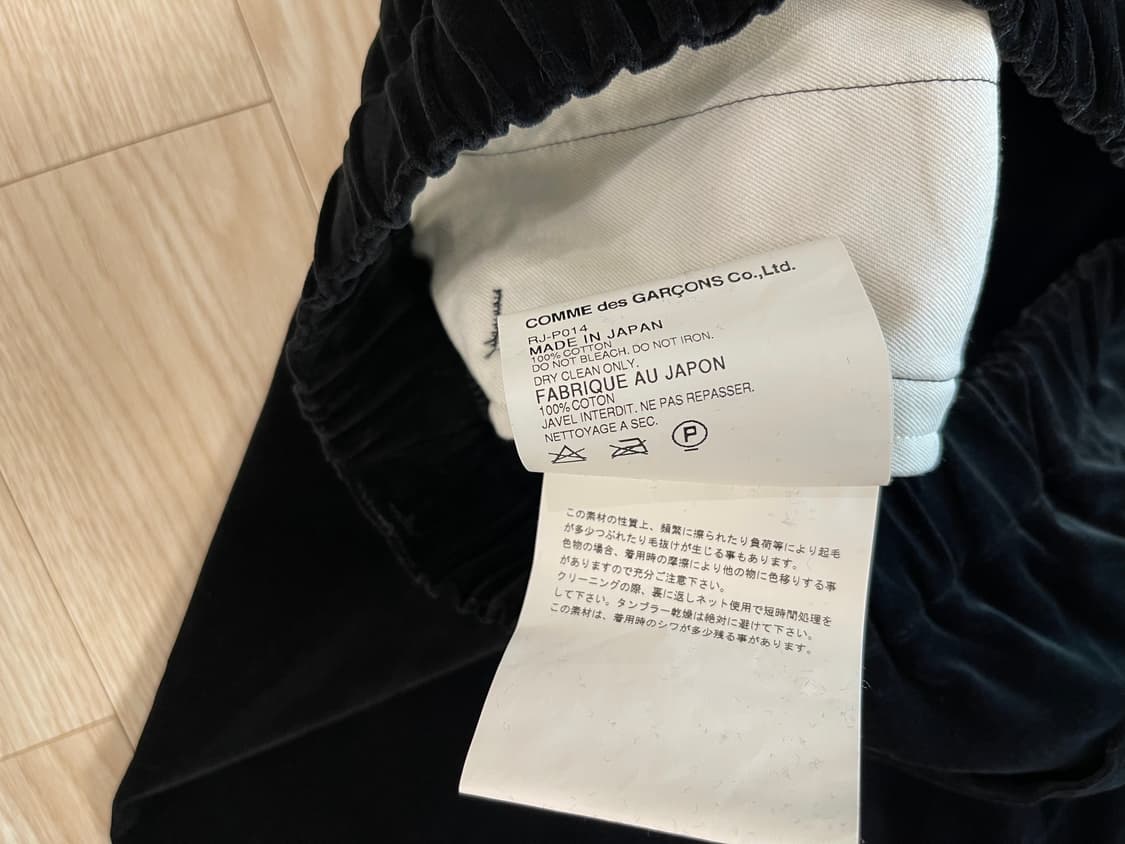 COMME des GARÇONS Co.,Ltd.
RJ-P014
MADE IN JAPAN
100% COTTON
DO NOT BLEACH. DO NOT IRON.
DRY CLEAN ONLY.
FABRIQUE AU JAPON
100% COTON
JAVEL INTERDIT. NE PAS REPASSER.
NETTOYAGE A SEC.
P
この素材の性質上、頻繁に擦られたり負荷等により起毛
が多少つぶれたり毛抜けが生じる事もあります。
色物の場合、着用時の摩擦により他の物に色移りする事
がありますので充分ご注意下さい。
クリーニングの際、裏に返しネット使用で短時間処理を
して下さい。タンブラー乾燥は絶対に避けて下さい。
この素材は、着用時のシワが多少残る事があります。